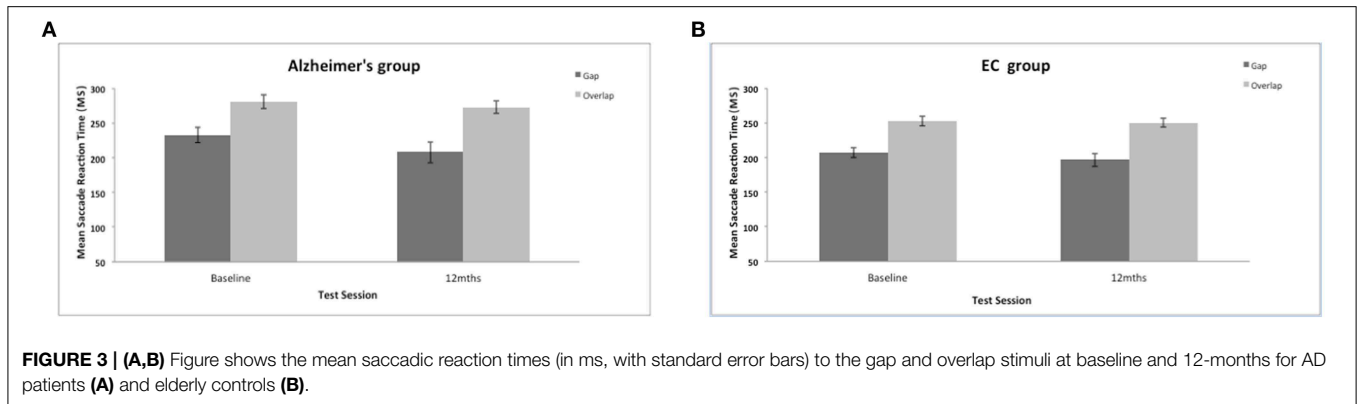 A
Alzheimer's group
Gap
Overlap
Mean Saccade Reaction Time (MS)
300
250
200
150
100
50
Baseline
12mths
Test Session
B
EC group
Gap
Overlap
Mean Saccade Reaction Time (MS)
300
250
200
150
100
50
Baseline
12mths
Test Session
FIGURE 3 | (A,B) Figure shows the mean saccadic reaction times (in ms, with standard error bars) to the gap and overlap stimuli at baseline and 12-months for AD
patients (A) and elderly controls (B).